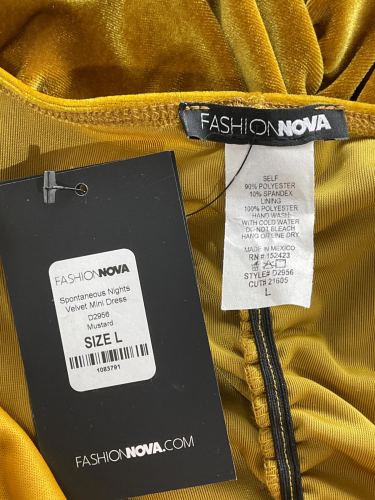 FASHIONNOVA
SELF
90% POLYESTER
10% SPANDEX
LINING
100% POLYESTER
HAND WASH
WITH COLD WATER
DO NOT BLEACH
HANG OR LINE DRY
MADE IN MEXICO
RN # 152423
STYLE# D2956
CUT# 21605
L
FASHIONNOVA
Spontaneous Nights
Velvet Mini Dress
D2956
Mustard
SIZE L
1083791
FASHIONNOVA.COM